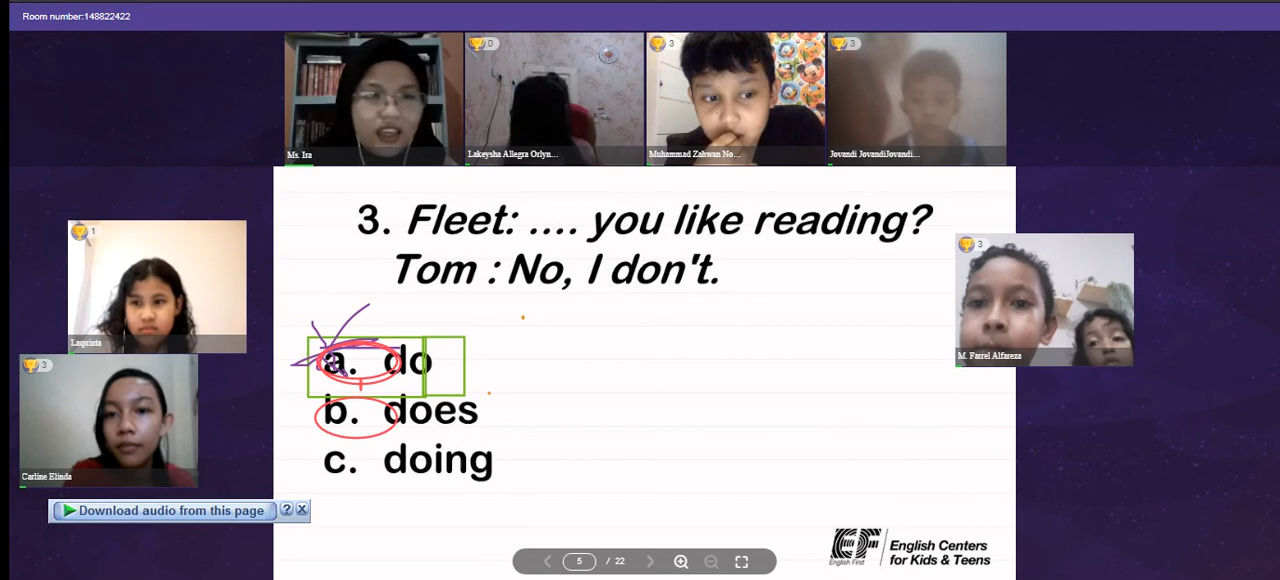 Room number:148822422
0
3
3
Ms. Ira
Lakeysha Allegra Orlyn...
Muhammad Zahwan No...
Jovandi JovandiJovandi...
3. Fleet: .... you like reading?
Tom : No, I don't.
1
Laquinta
3
M. Farrel Alfareza
3
Carline Elinda
a. do
b. does
c. doing
Download audio from this page ? X
EF
English First
English Centers
for Kids & Teens
5 / 22